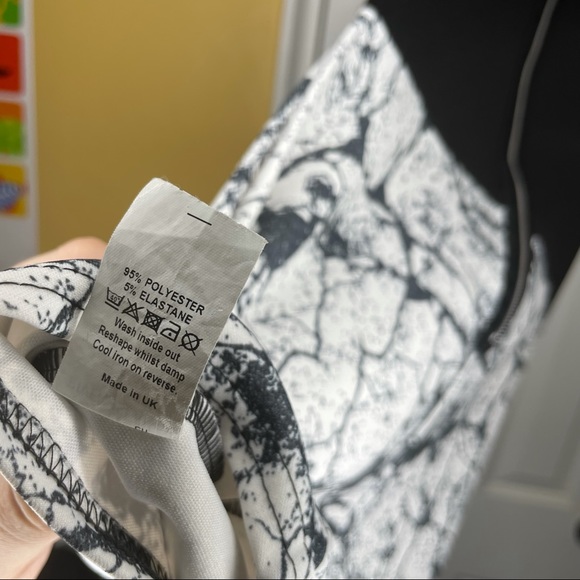 95% POLYESTER
5% ELASTANE
Wash inside out
Reshape whilst damp
Cool iron on reverse.
Made in UK